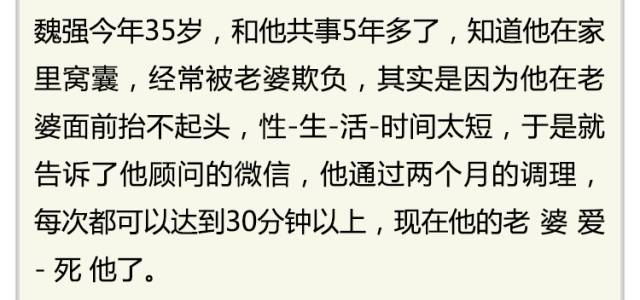 魏强今年35岁，和他共事5年多了，知道他在家
里窝囊，经常被老婆欺负，其实是因为他在老
婆面前抬不起头，性-生-活-时间太短，于是就
告诉了他顾问的微信，他通过两个月的调理，
每次都可以达到30分钟以上，现在他的老 婆 爱
- 死 他了。